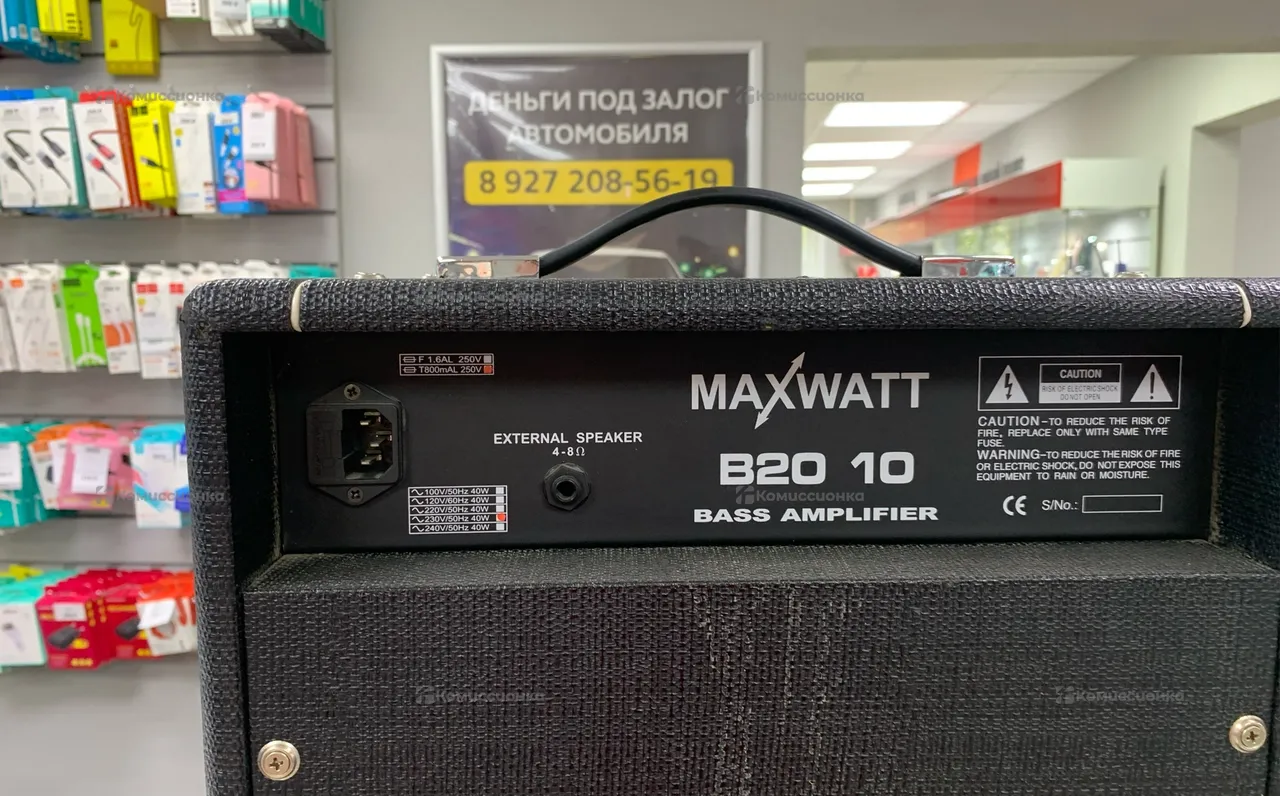 Комиссионка
Комиссионка
ДЕНЬГИ ПОД ЗАЛОГ
АВТОМОБИЛЯ
8 927 208-56-19
F 1.6AL 250V
T800mAL 250V
EXTERNAL SPEAKER
4-8Ω
100V/50Hz 40W
120V/60Hz 40W
220V/50Hz 40W
230V/50Hz 40W
240V/50Hz 40W
MAXWATT
B20 10
Комиссионка
BASS AMPLIFIER
CAUTION
RISK OF ELECTRIC SHOCK
DO NOT OPEN
CAUTION-TO REDUCE THE RISK OF
FIRE, REPLACE ONLY WITH SAME TYPE
FUSE.
WARNING-TO REDUCE THE RISK OF FIRE
OR ELECTRIC SHOCK, DO NOT EXPOSE THIS
EQUIPMENT TO RAIN OR MOISTURE.
CE S/No.:
Комиссионка
Комиссионка